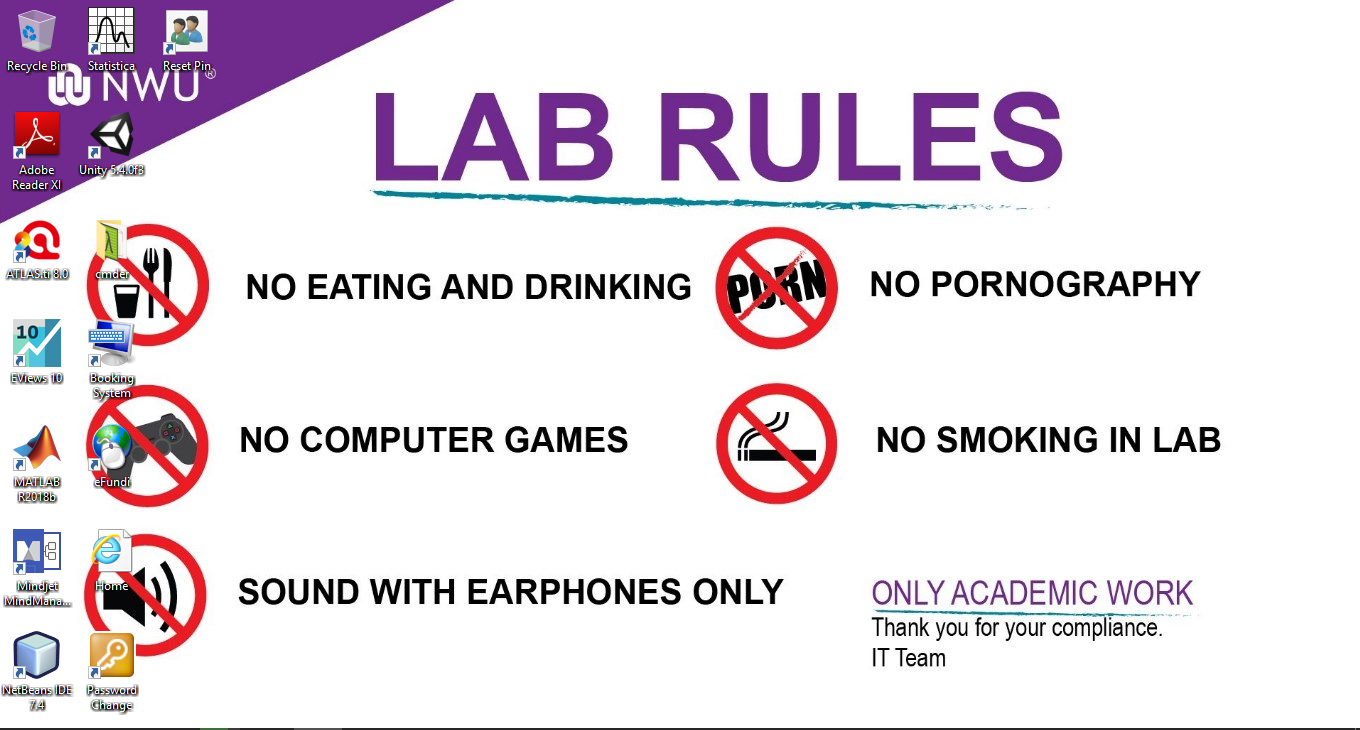 Recycle Bin
Statistica
Reset Pin
NWU®
Adobe
Reader XI
Unity 5.4.0f3
ATLAS.ti 8.0
cmder
EViews 10
10
Booking
System
MATLAB
R2018b
eFundi
Mindjet
MindMana...
Home
NetBeans IDE
7.4
Password
Change
LAB RULES
NO EATING AND DRINKING
PORN
NO PORNOGRAPHY
NO COMPUTER GAMES
NO SMOKING IN LAB
SOUND WITH EARPHONES ONLY
ONLY ACADEMIC WORK
Thank you for your compliance.
IT Team